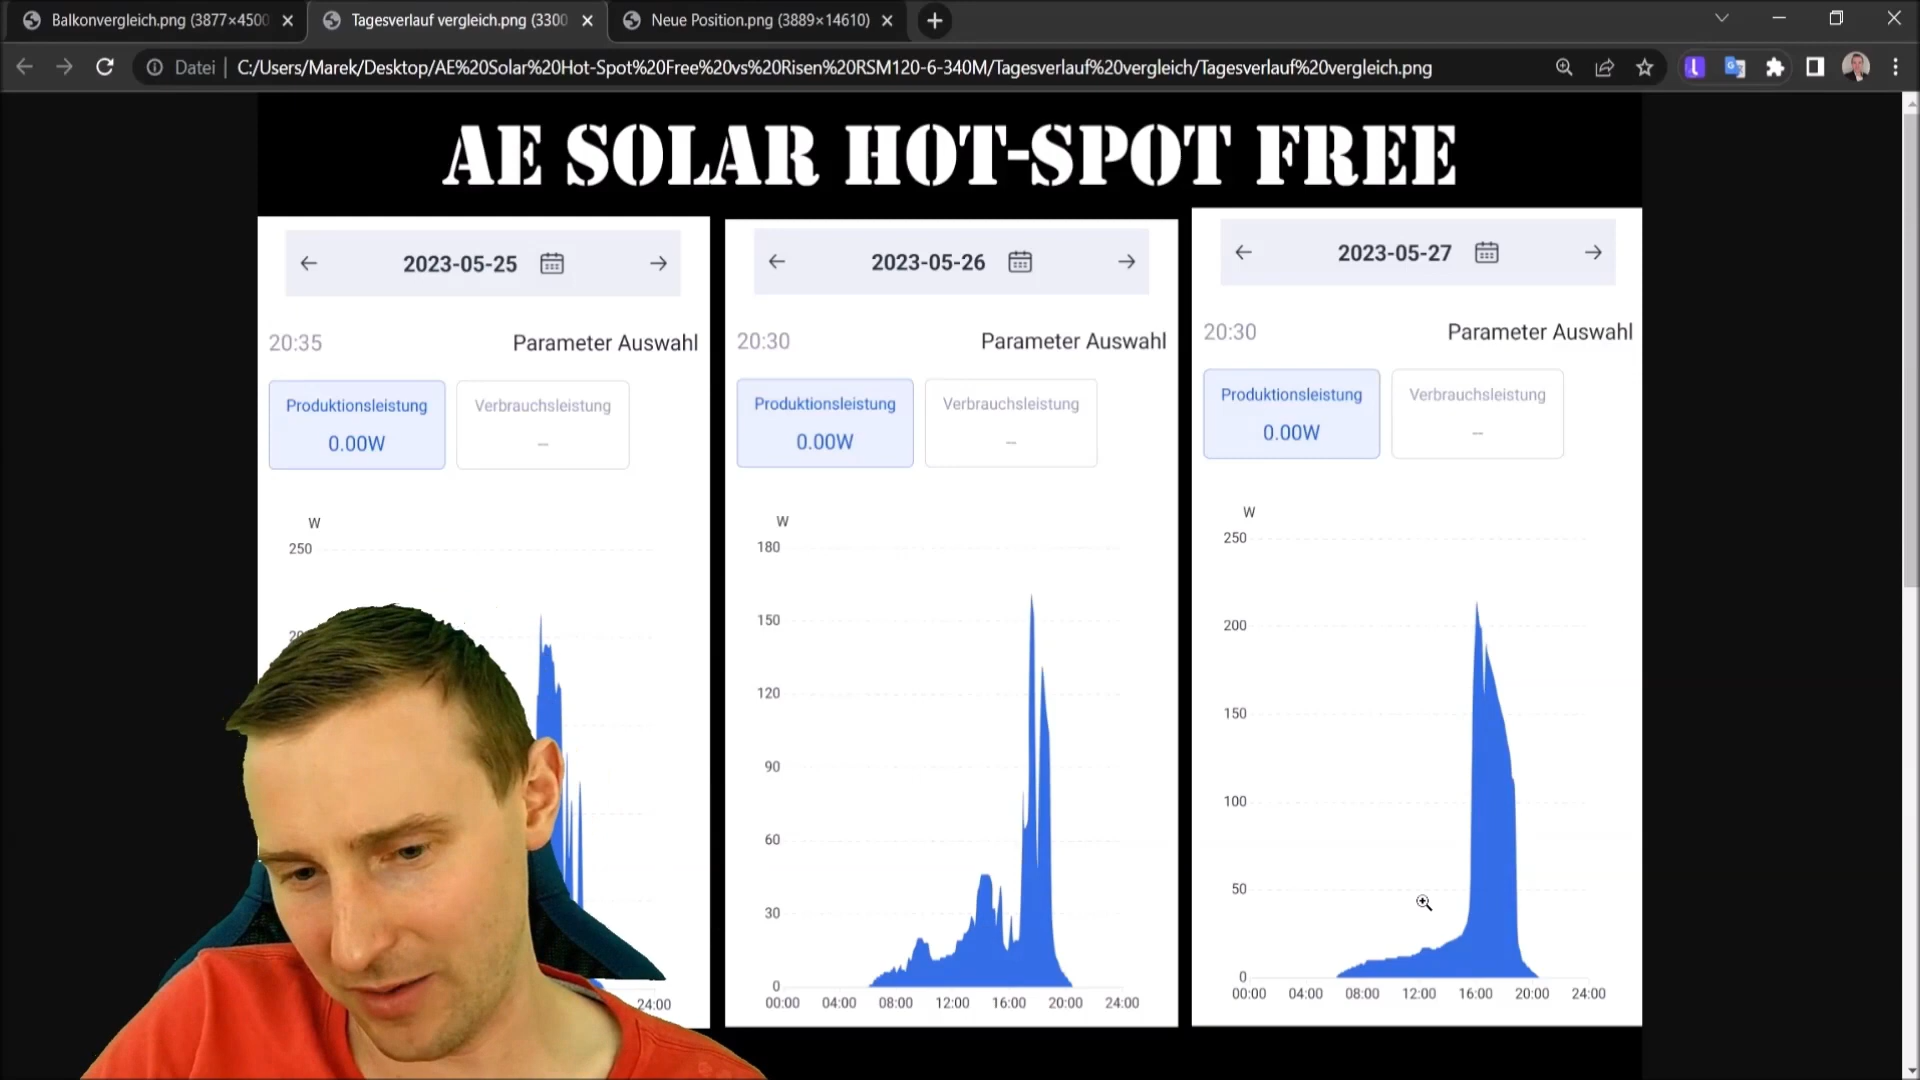 Balkonvergleich.png (3877×4500
Tagesverlauf vergleich.png (3300
Neue Position.png (3889×14610)
Datei
C:/Users/Marek/Desktop/AE%20Solar%20Hot-Spot%20Free%20vs%20Risen%20RSM120-6-340M/Tagesverlauf%20vergleich/Tagesverlauf%20vergleich.png
AE SOLAR HOT-SPOT FREE
2023-05-25
20:35
Parameter Auswahl
Produktionsleistung
Verbrauchsleistung
0.00W
--
W
250
24:00
2023-05-26
20:30
Parameter Auswahl
Produktionsleistung
Verbrauchsleistung
0.00W
--
W
180
150
120
90
60
30
0
00:00 04:00 08:00 12:00 16:00 20:00 24:00
2023-05-27
20:30
Parameter Auswahl
Produktionsleistung
Verbrauchsleistung
0.00W
--
W
250
200
150
100
50
0
00:00 04:00 08:00 12:00 16:00 20:00 24:00